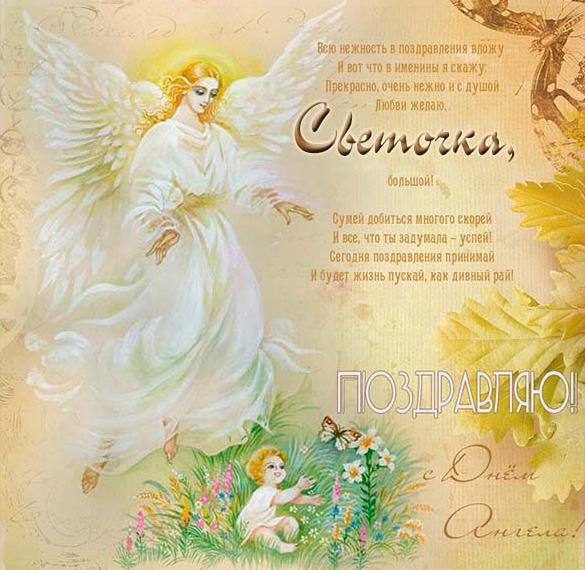 Всю нежность в поздравления вложу
И вот что в именины я скажу:
Прекрасно, очень нежно и с душой
Любви желаю,
Светочка,
большой!
Сумей добиться многого скорей
И все, что ты задумала – успей!
Сегодня поздравления принимай
И будет жизнь пускай, как дивный рай!
ПОЗДРАВЛЯЮ!
с Днём
Ангела.